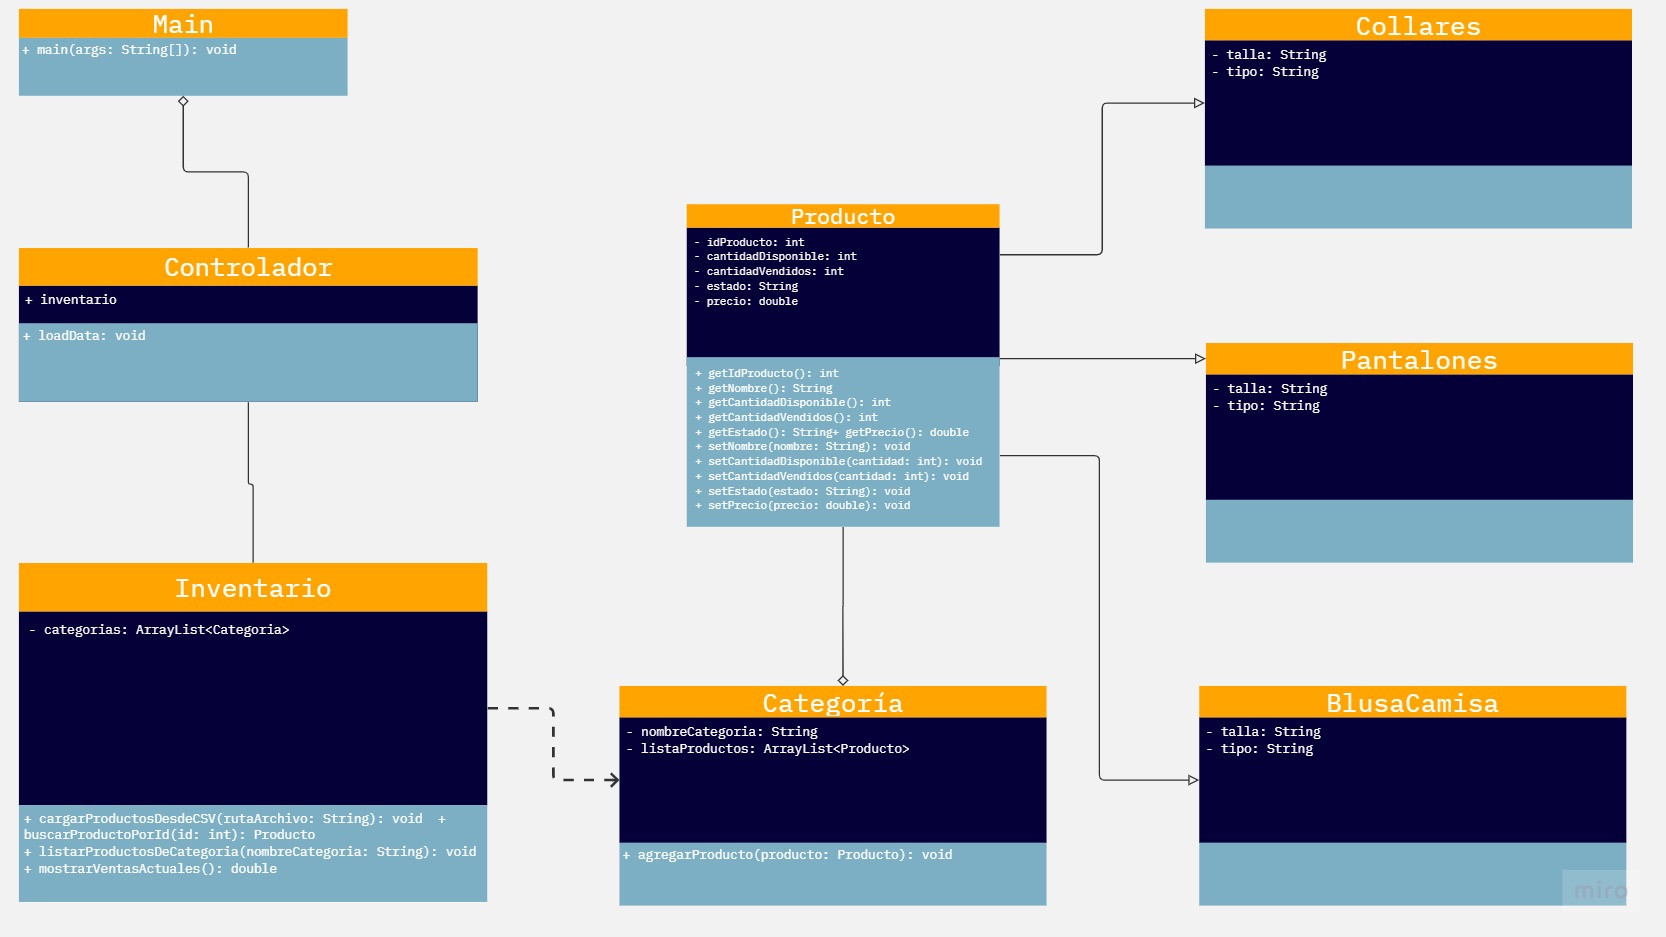 Main
+ main(args: String[]): void
Controlador
+ inventario
+ loadData: void
Inventario
- categorias: ArrayList<Categoria>
+ cargarProductosDesdeCSV(rutaArchivo: String): void  +
buscarProductoPorId(id: int): Producto
+ listarProductosDeCategoria(nombreCategoria: String): void
+ mostrarVentasActuales(): double
Producto
- idProducto: int
- cantidadDisponible: int
- cantidadVendidos: int
- estado: String
- precio: double
+ getIdProducto(): int
+ getNombre(): String
+ getCantidadDisponible(): int
+ getCantidadVendidos(): int
+ getEstado(): String+ getPrecio(): double
+ setNombre(nombre: String): void
+ setCantidadDisponible(cantidad: int): void
+ setCantidadVendidos(cantidad: int): void
+ setEstado(estado: String): void
+ setPrecio(precio: double): void
Categoría
- nombreCategoria: String
- listaProductos: ArrayList<Producto>
+ agregarProducto(producto: Producto): void
Collares
- talla: String
- tipo: String
Pantalones
- talla: String
- tipo: String
BlusaCamisa
- talla: String
- tipo: String
miro